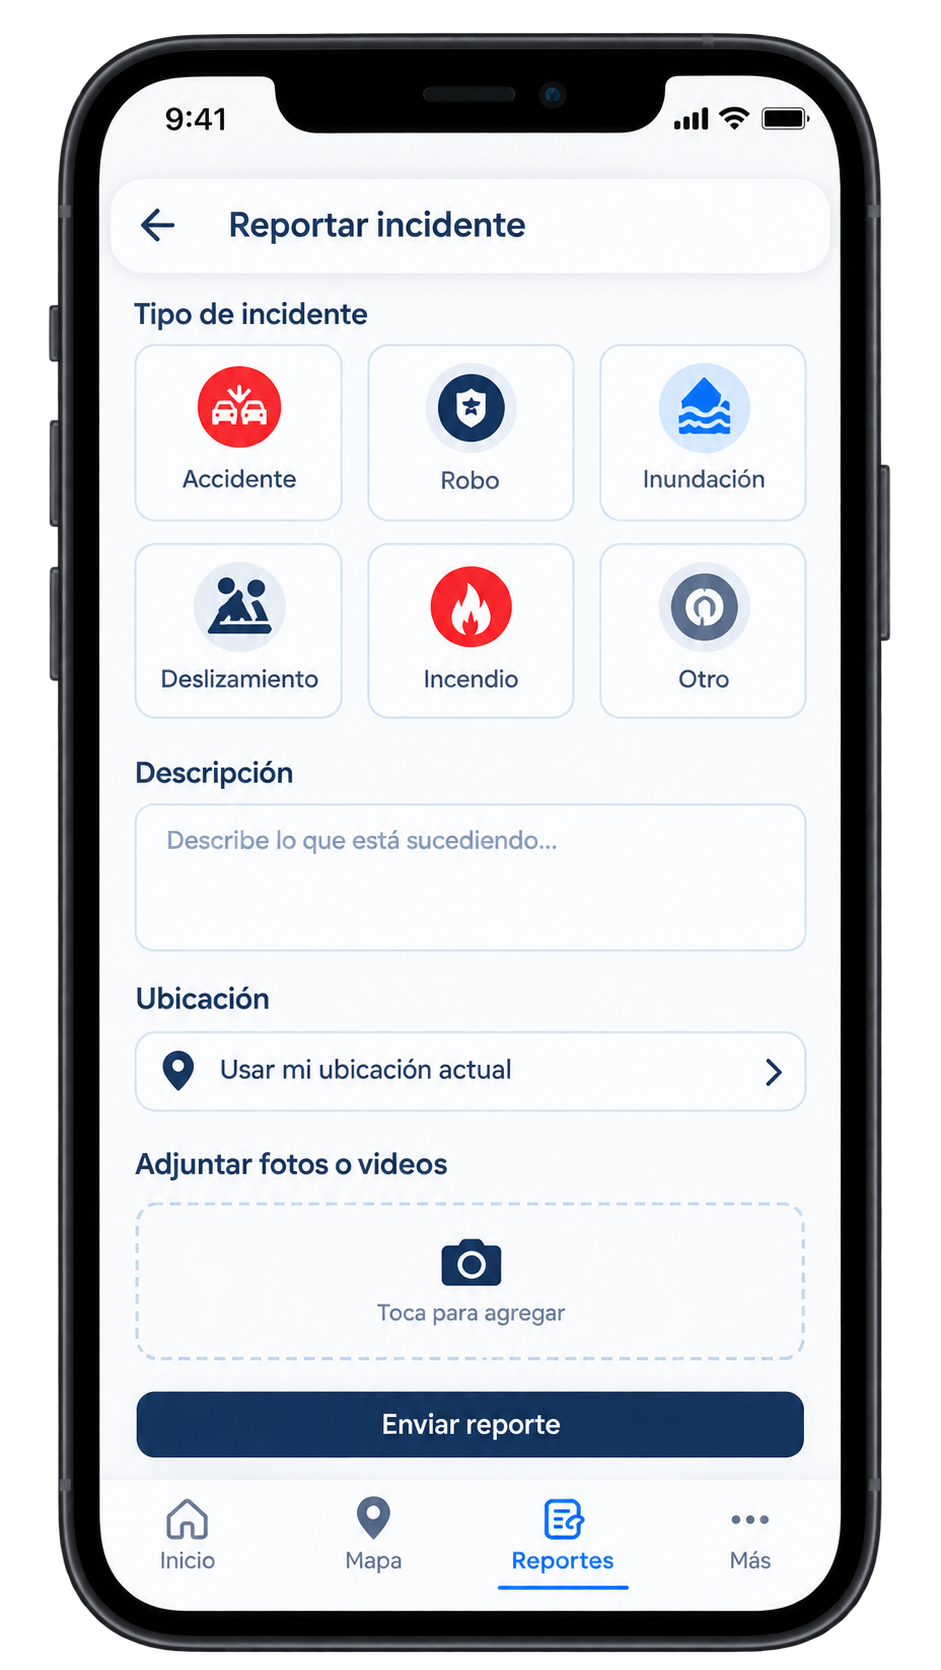 9:41
Reportar incidente
Tipo de incidente
Accidente
Robo
Inundación
Deslizamiento
Incendio
Otro
Descripción
Describe lo que está sucediendo...
Ubicación
Usar mi ubicación actual
Adjuntar fotos o videos
Toca para agregar
Enviar reporte
Inicio
Mapa
Reportes
Más